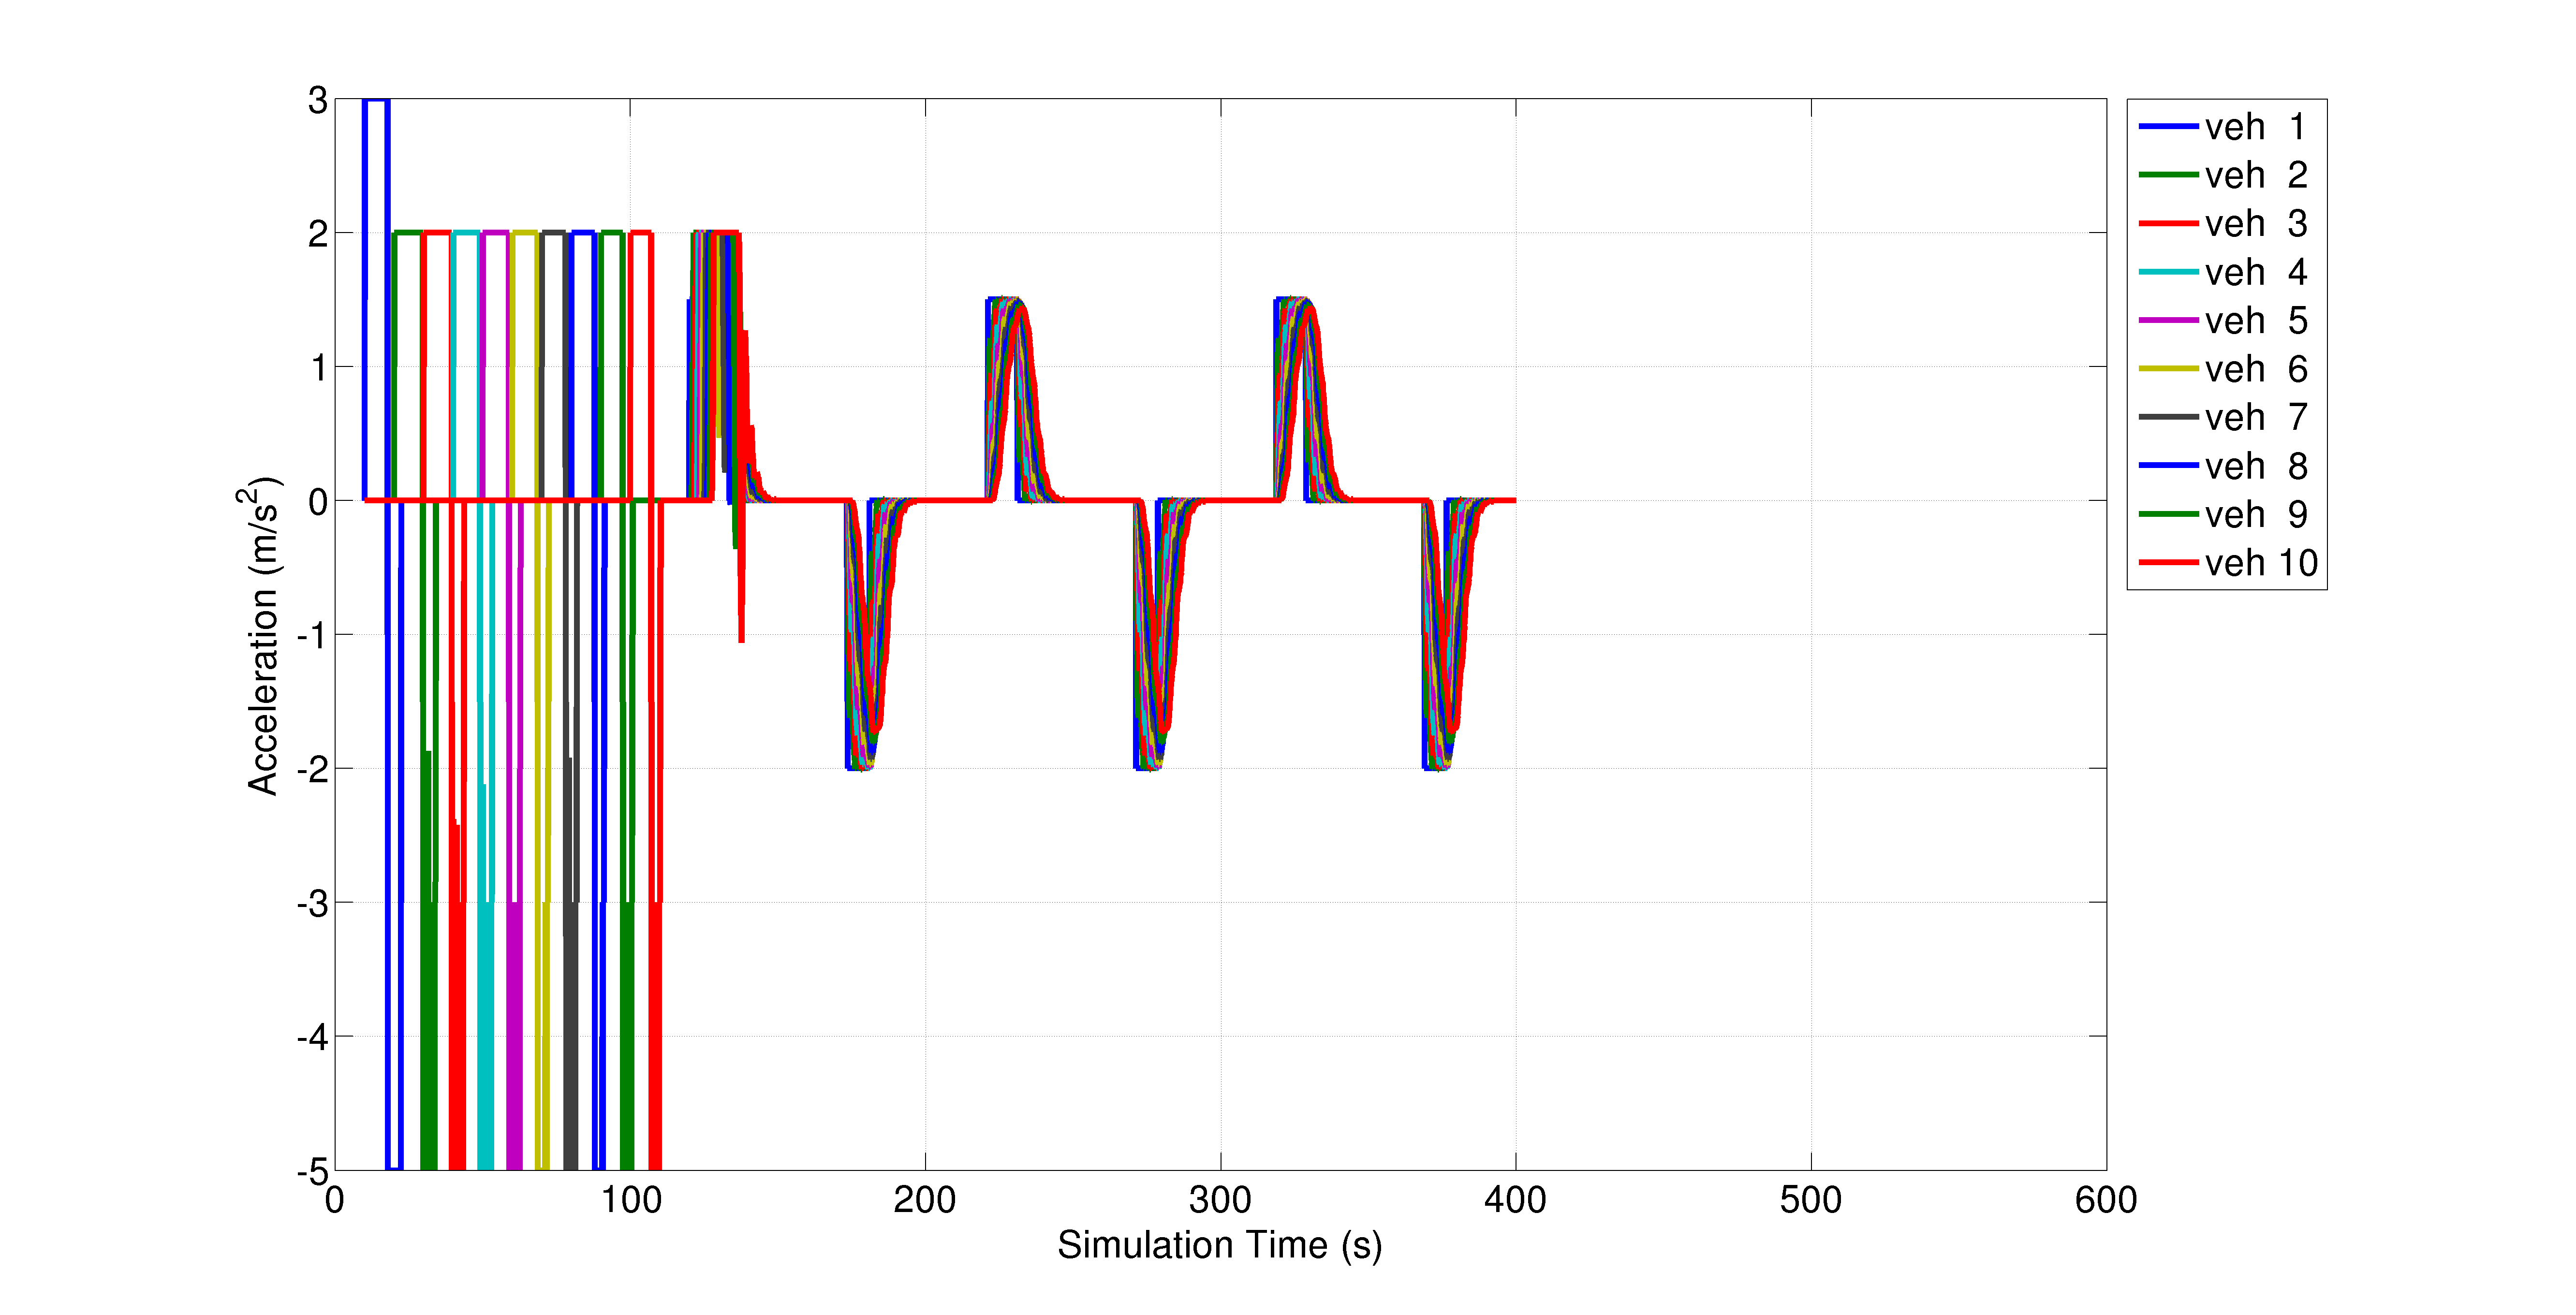 Acceleration (m/s²)
3
2
1
0
-1
-2
-3
-4
-5
0 100 200 300 400 500 600
Simulation Time (s)
veh 1
veh 2
veh 3
veh 4
veh 5
veh 6
veh 7
veh 8
veh 9
veh 10